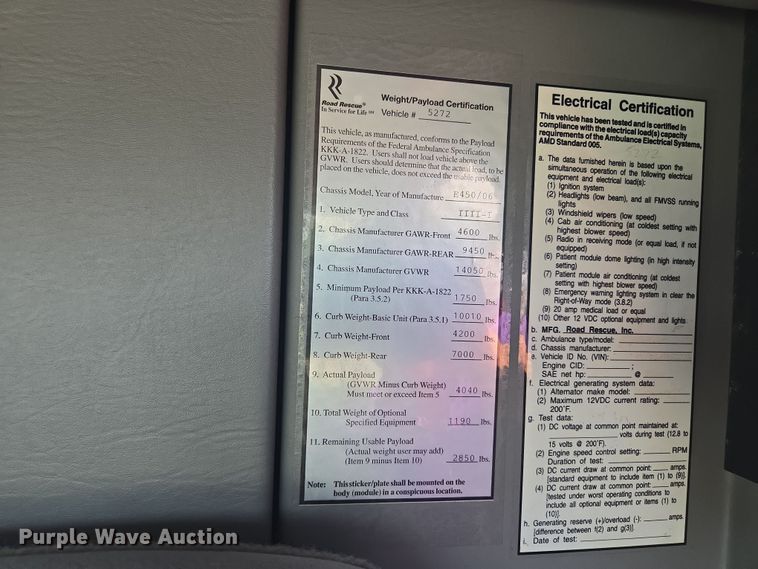 Road Rescue®
In Service for Life SM
Weight/Payload Certification
Vehicle # 5272
This vehicle, as manufactured, conforms to the Payload
Requirements of the Federal Ambulance Specification
KKK-A-1822. Users shall not load vehicle above the
GVWR. Users should determine that the actual load, to be
placed on the vehicle, does not exceed the usable payload.
Chassis Model, Year of Manufacture E450/06
1. Vehicle Type and Class
2. Chassis Manufacturer GAWR-Front 4600 lbs.
3. Chassis Manufacturer GAWR-REAR 9450 lbs.
4. Chassis Manufacturer GVWR 14050 lbs.
5. Minimum Payload Per KKK-A-1822
(Para 3.5.2) 1750 lbs.
6. Curb Weight-Basic Unit (Para 3.5.1) 10010 lbs.
7. Curb Weight-Front 4200 lbs.
8. Curb Weight-Rear 7000 lbs.
9. Actual Payload
(GVWR Minus Curb Weight)
Must meet or exceed Item 5 4040 lbs.
10. Total Weight of Optional
Specified Equipment 1190 lbs.
11. Remaining Usable Payload
(Actual weight user may add)
(Item 9 minus Item 10) 2850 lbs.
Note: This sticker/plate shall be mounted on the
body (module) in a conspicuous location.
Electrical Certification
This vehicle has been tested and is certified in
compliance with the electrical load(s) capacity
requirements of the Ambulance Electrical Systems,
AMD Standard 005.
a. The data furnished herein is based upon the
simultaneous operation of the following electrical
equipment and electrical load(s):
(1) Ignition system
(2) Headlights (low beam), and all FMVSS running
lights
(3) Windshield wipers (low speed)
(4) Cab air conditioning (at coldest setting with
highest blower speed)
(5) Radio in receiving mode (or equal load, if not
equipped)
(6) Patient module dome lighting (in high intensity
setting)
(7) Patient module air conditioning (at coldest
setting with highest blower speed)
(8) Emergency warning lighting system in clear the
Right-of-Way mode (3.8.2)
(9) 20 amp medical load or equal
(10) Other 12 VDC optional equipment and lights
b. MFG. Road Rescue, Inc.
c. Ambulance type/model:
d. Chassis manufacturer:
e. Vehicle ID No. (VIN):
Engine CID: ;
SAE net hp: @
f. Electrical generating system data:
(1) Alternator make model:
(2) Maximum 12VDC current rating:
200°F.
g. Test data:
(1) DC voltage at common point maintained at:
volts during test (12.8 to
15 volts @ 200°F).
(2) Engine speed control setting: RPM
Duration of test:
(3) DC current draw at common point: amps.
[standard equipment to include item (1) to (9)].
(4) DC current draw at common point: amps.
[tested under worst operating conditions to
include all optional equipment or items (1) to
(10)].
h. Generating reserve (+)/overload (-): amps.
[difference between f(2) and g(3)].
i. Date of test:
Purple Wave Auction